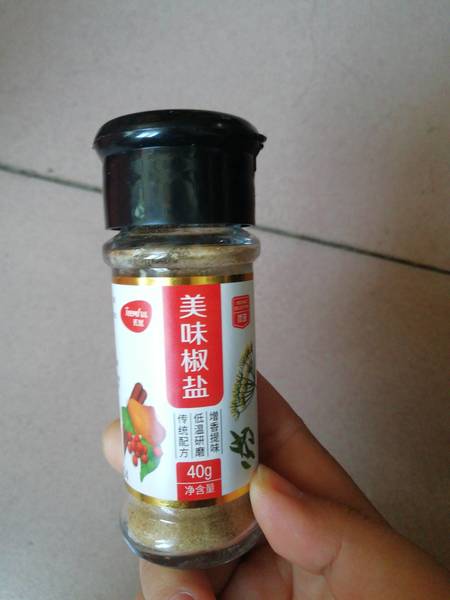 美味椒盐
增香提味
低温研磨
传统配方
40g
净含量